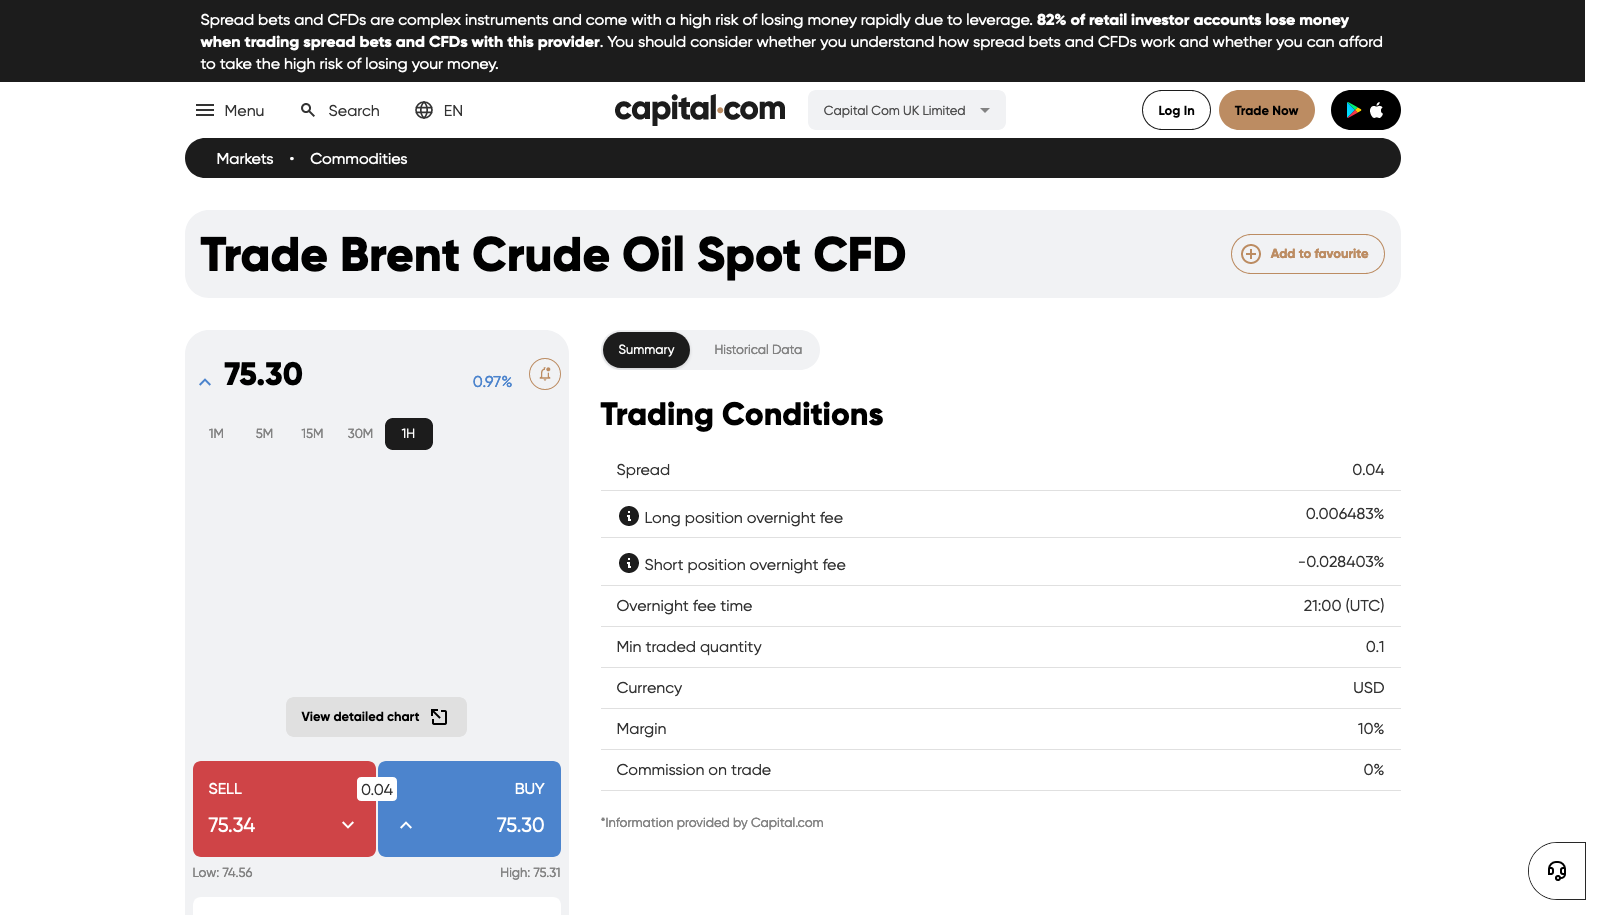 Spread bets and CFDs are complex instruments and come with a high risk of losing money rapidly due to leverage. 82% of retail investor accounts lose money
when trading spread bets and CFDs with this provider. You should consider whether you understand how spread bets and CFDs work and whether you can afford
to take the high risk of losing your money.
Menu
Search
EN
capital.com
Capital Com UK Limited
Log In
Trade Now
Markets • Commodities
Trade Brent Crude Oil Spot CFD
Add to favourite
75.30
0.97%
1M 5M 15M 30M 1H
View detailed chart
SELL
0.04
BUY
75.34
75.30
Low: 74.56
High: 75.31
Summary
Historical Data
Trading Conditions
Spread 0.04
Long position overnight fee 0.006483%
Short position overnight fee -0.028403%
Overnight fee time 21:00 (UTC)
Min traded quantity 0.1
Currency USD
Margin 10%
Commission on trade 0%
*Information provided by Capital.com